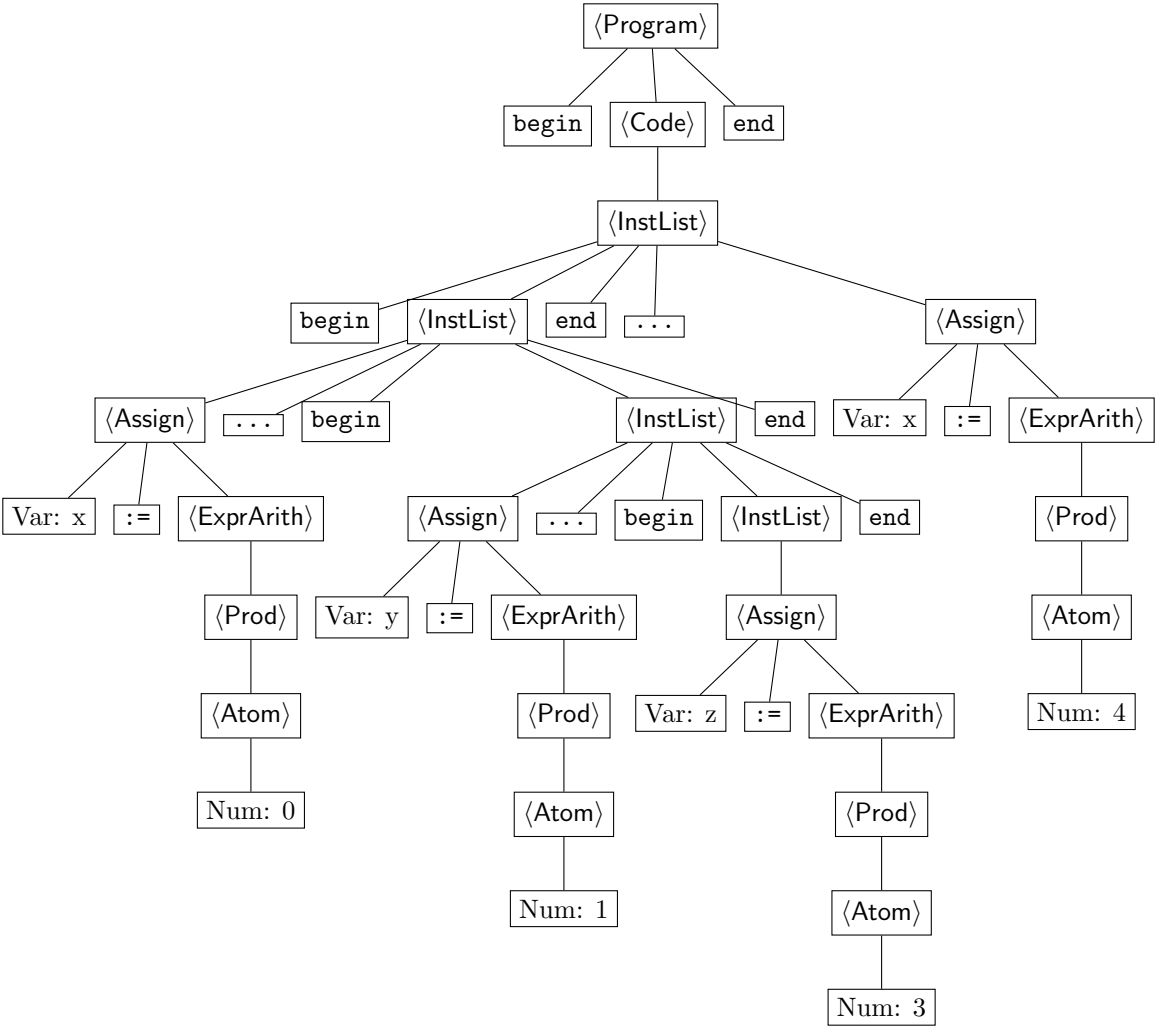 ⟨Program⟩
begin ⟨Code⟩ end
⟨InstList⟩
begin ⟨InstList⟩ end ... ⟨Assign⟩
⟨Assign⟩ ... begin ⟨InstList⟩ end Var: x := ⟨ExprArith⟩
Var: x := ⟨ExprArith⟩ ⟨Assign⟩ ... begin ⟨InstList⟩ end ⟨Prod⟩
⟨Prod⟩ Var: y := ⟨ExprArith⟩ ⟨Assign⟩ ⟨Atom⟩
⟨Atom⟩ ⟨Prod⟩ Var: z := ⟨ExprArith⟩ Num: 4
Num: 0 ⟨Atom⟩ ⟨Prod⟩
Num: 1 ⟨Atom⟩
Num: 3